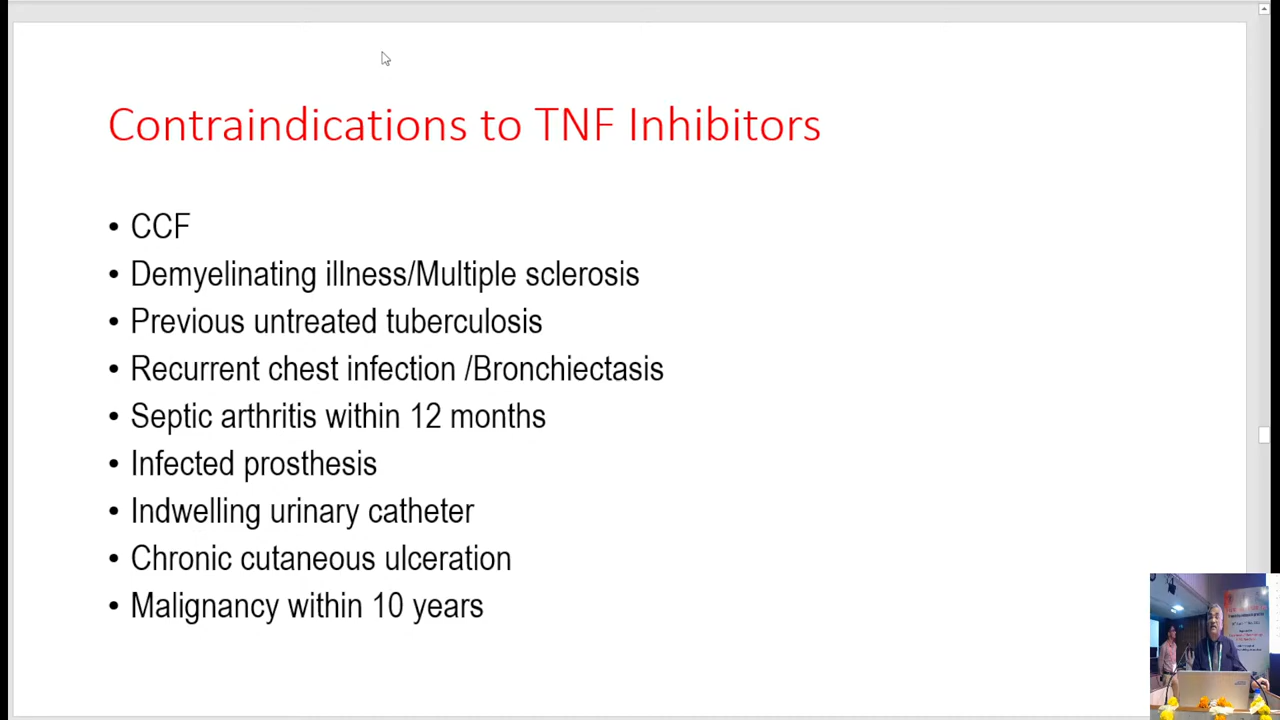 Contraindications to TNF Inhibitors
• CCF
• Demyelinating illness/Multiple sclerosis
• Previous untreated tuberculosis
• Recurrent chest infection /Bronchiectasis
• Septic arthritis within 12 months
• Infected prosthesis
• Indwelling urinary catheter
• Chronic cutaneous ulceration
• Malignancy within 10 years